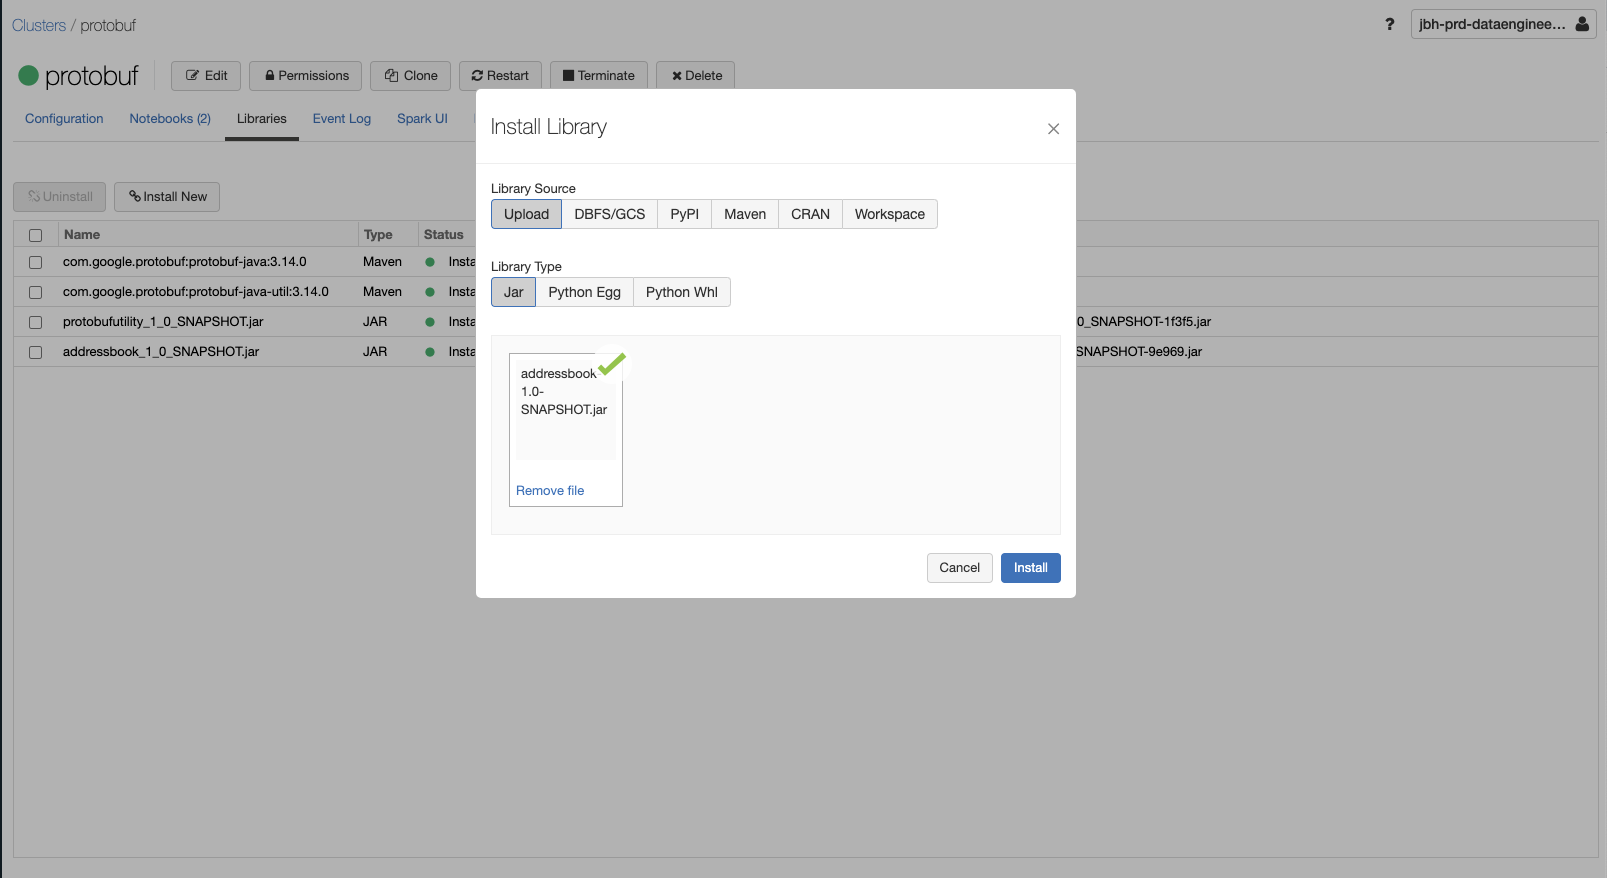 Clusters / protobuf
? jbh-prd-dataenginee...
protobuf Edit Permissions Clone Restart Terminate Delete
Configuration Notebooks (2) Libraries Event Log Spark UI
Uninstall Install New
Name Type Status
com.google.protobuf:protobuf-java:3.14.0 Maven Insta
com.google.protobuf:protobuf-java-util:3.14.0 Maven Insta
protobufutility_1_0_SNAPSHOT.jar JAR Insta 0_SNAPSHOT-1f3f5.jar
addressbook_1_0_SNAPSHOT.jar JAR Insta SNAPSHOT-9e969.jar
Install Library
Library Source
Upload DBFS/GCS PyPI Maven CRAN Workspace
Library Type
Jar Python Egg Python Whl
addressbook-
1.0-
SNAPSHOT.jar
Remove file
Cancel Install